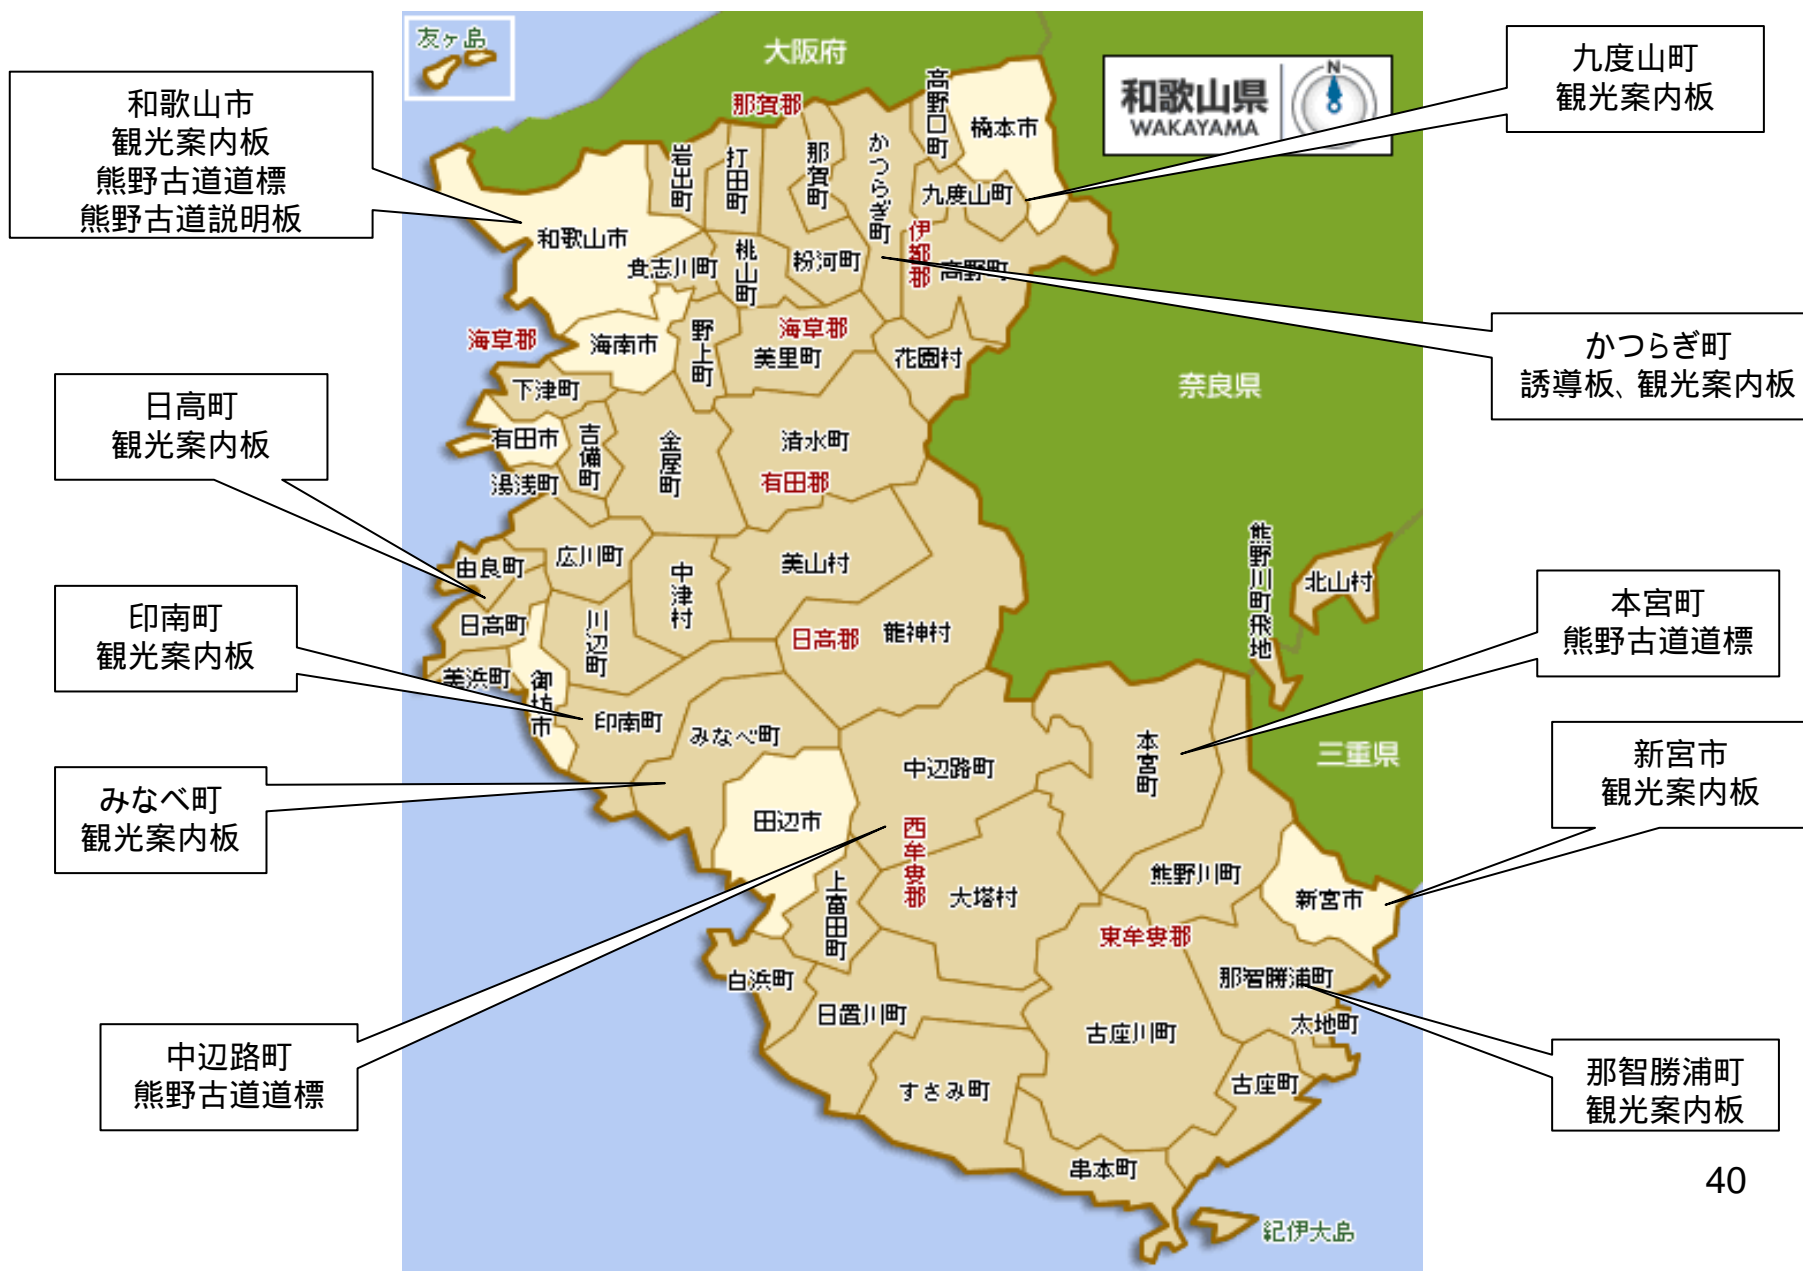 友ヶ島
大阪府
和歌山県
WAKAYAMA
N
九度山町
観光案内板
和歌山市
観光案内板
熊野古道道標
熊野古道説明板
那賀郡
岩出町
打田町
那賀町
かつらぎ町
高野口町
橋本市
九度山町
伊都郡
高野町
和歌山市
貴志川町
桃山町
粉河町
海草郡
海南市
野上町
海草郡
美里町
花園村
奈良県
かつらぎ町
誘導板、観光案内板
日高町
観光案内板
下津町
有田市
吉備町
金屋町
清水町
有田郡
湯浅町
広川町
由良町
中津村
美山村
熊野川町飛地
北山村
印南町
観光案内板
日高町
川辺町
日高郡
龍神村
本宮町
熊野古道道標
美浜町
御坊市
印南町
みなべ町
中辺路町
本宮町
三重県
新宮市
観光案内板
みなべ町
観光案内板
田辺市
西牟婁郡
上富田町
大塔村
熊野川町
新宮市
東牟婁郡
白浜町
日置川町
那智勝浦町
太地町
古座川町
古座町
すさみ町
中辺路町
熊野古道道標
那智勝浦町
観光案内板
串本町
紀伊大島
40